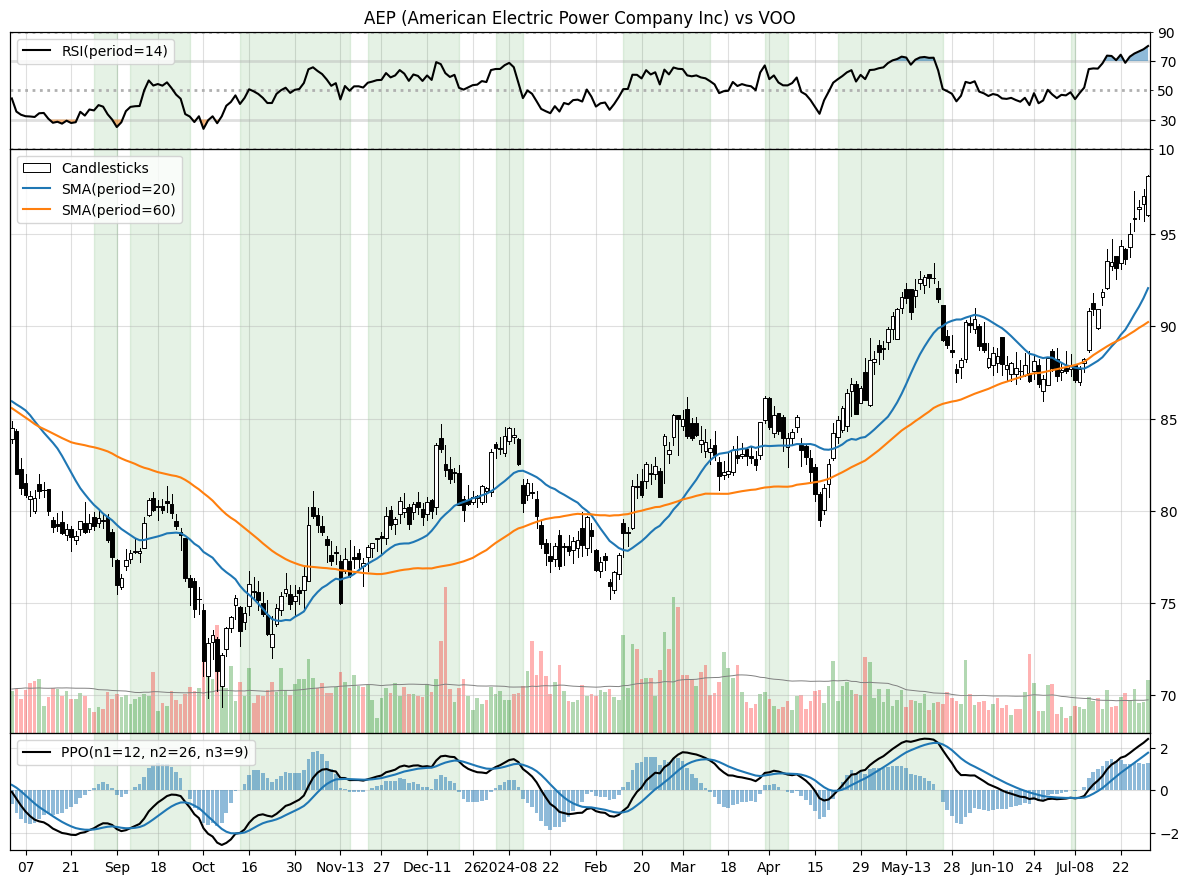 AEP (American Electric Power Company Inc) vs VOO
RSI(period=14)
90
70
50
30
10
Candlesticks
SMA(period=20)
SMA(period=60)
95
90
85
80
75
70
PPO(n1=12, n2=26, n3=9)
2
0
−2
07 21 Sep 18 Oct 16 30 Nov-13 27 Dec-11 26 2024-08 22 Feb 20 Mar 18 Apr 15 29 May-13 28 Jun-10 24 Jul-08 22